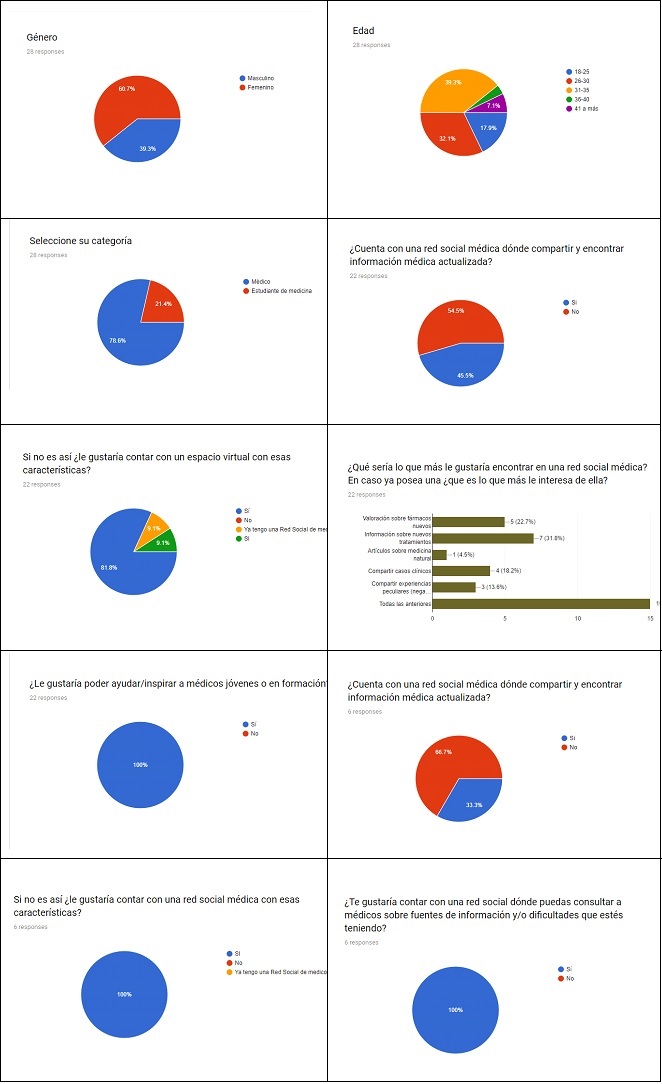 Género
28 responses
Masculino
Femenino
60.7%
39.3%
Edad
28 responses
18-25
26-30
31-35
36-40
41 a más
39.3%
7.1%
17.9%
32.1%
Seleccione su categoría
28 responses
Médico
Estudiante de medicina
21.4%
78.6%
¿Cuenta con una red social médica dónde compartir y encontrar
información médica actualizada?
22 responses
Si
No
54.5%
45.5%
Si no es así ¿le gustaría contar con un espacio virtual con esas
características?
22 responses
Sí
No
Ya tengo una Red Social de me
SI
9.1%
9.1%
81.8%
¿Qué sería lo que más le gustaría encontrar en una red social médica?
En caso ya posea una ¿que es lo que más le interesa de ella?
22 responses
Valoración sobre fármacos
nuevos
5 (22.7%)
Información sobre nuevos
tratamientos
7 (31.8%)
Artículos sobre medicina
natural
1 (4.5%)
Compartir casos clínicos
4 (18.2%)
Compartir experiencias
peculiares (nega...
3 (13.6%)
Todas las anteriores
0 5 10 15
¿Le gustaría poder ayudar/inspirar a médicos jóvenes o en formación
22 responses
Sí
No
100%
¿Cuenta con una red social médica dónde compartir y encontrar
información médica actualizada?
6 responses
Si
No
66.7%
33.3%
Si no es así ¿le gustaría contar con una red social médica con esas
características?
6 responses
Si
No
Ya tengo una Red Social de médico
100%
¿Te gustaría contar con una red social dónde puedas consultar a
médicos sobre fuentes de información y/o dificultades que estés
teniendo?
6 responses
Sí
No
100%